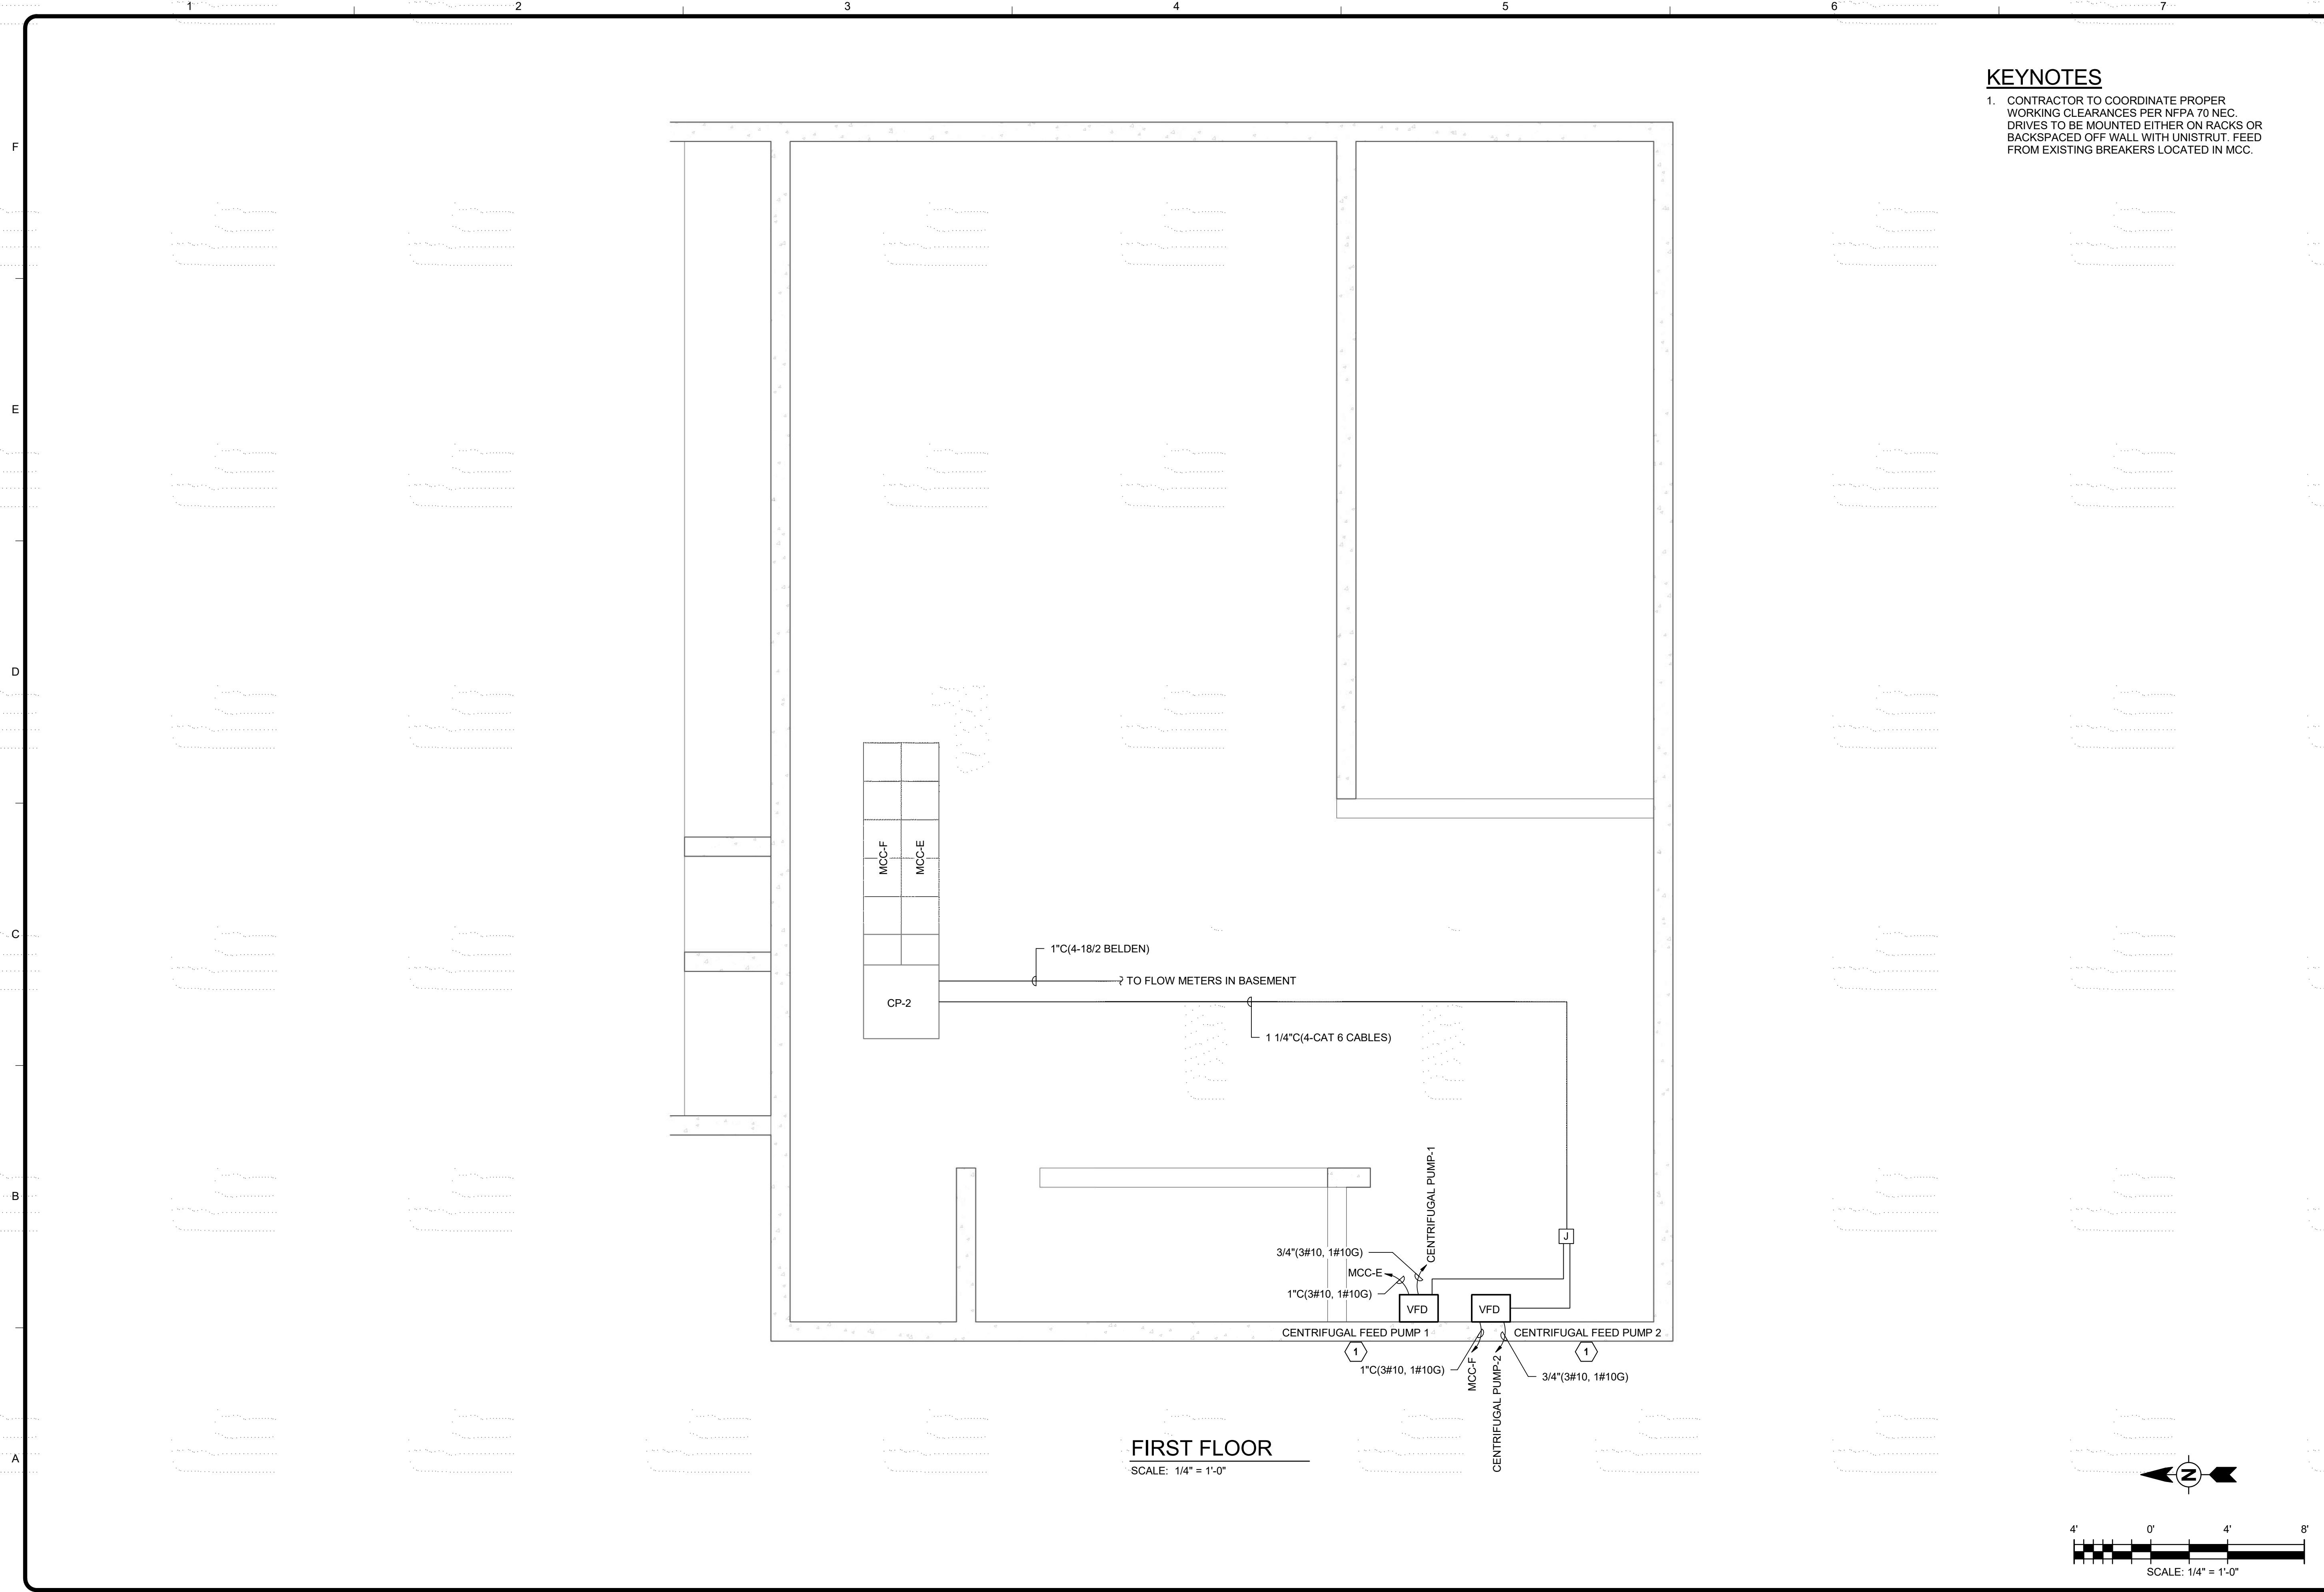 1 2 3 4 5 6 7
KEYNOTES
1. CONTRACTOR TO COORDINATE PROPER
WORKING CLEARANCES PER NFPA 70 NEC.
DRIVES TO BE MOUNTED EITHER ON RACKS OR
BACKSPACED OFF WALL WITH UNISTRUT. FEED
FROM EXISTING BREAKERS LOCATED IN MCC.
F
E
D
C
B
A
MCC-F
MCC-E
1"C(4-18/2 BELDEN)
TO FLOW METERS IN BASEMENT
CP-2
1 1/4"C(4-CAT 6 CABLES)
CENTRIFUGAL PUMP-1
J
3/4"(3#10, 1#10G)
MCC-E
1"C(3#10, 1#10G)
VFD
VFD
CENTRIFUGAL FEED PUMP 1
CENTRIFUGAL FEED PUMP 2
1
1
1"C(3#10, 1#10G)
MCC-F
CENTRIFUGAL PUMP-2
3/4"(3#10, 1#10G)
FIRST FLOOR
SCALE: 1/4" = 1'-0"
N
4' 0' 4' 8'
SCALE: 1/4" = 1'-0"